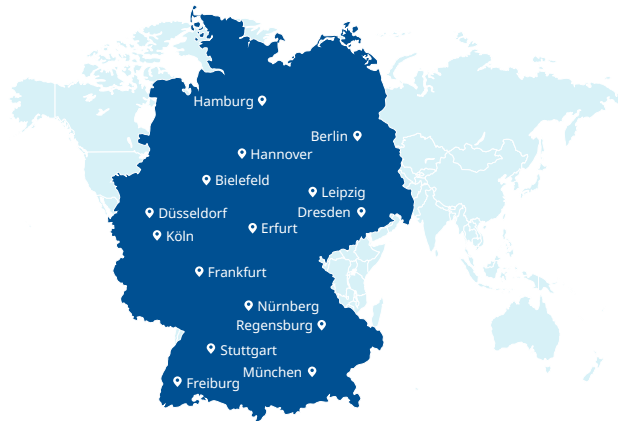 Hamburg
Berlin
Hannover
Bielefeld
Leipzig
Düsseldorf
Dresden
Köln
Erfurt
Frankfurt
Nürnberg
Regensburg
Stuttgart
München
Freiburg